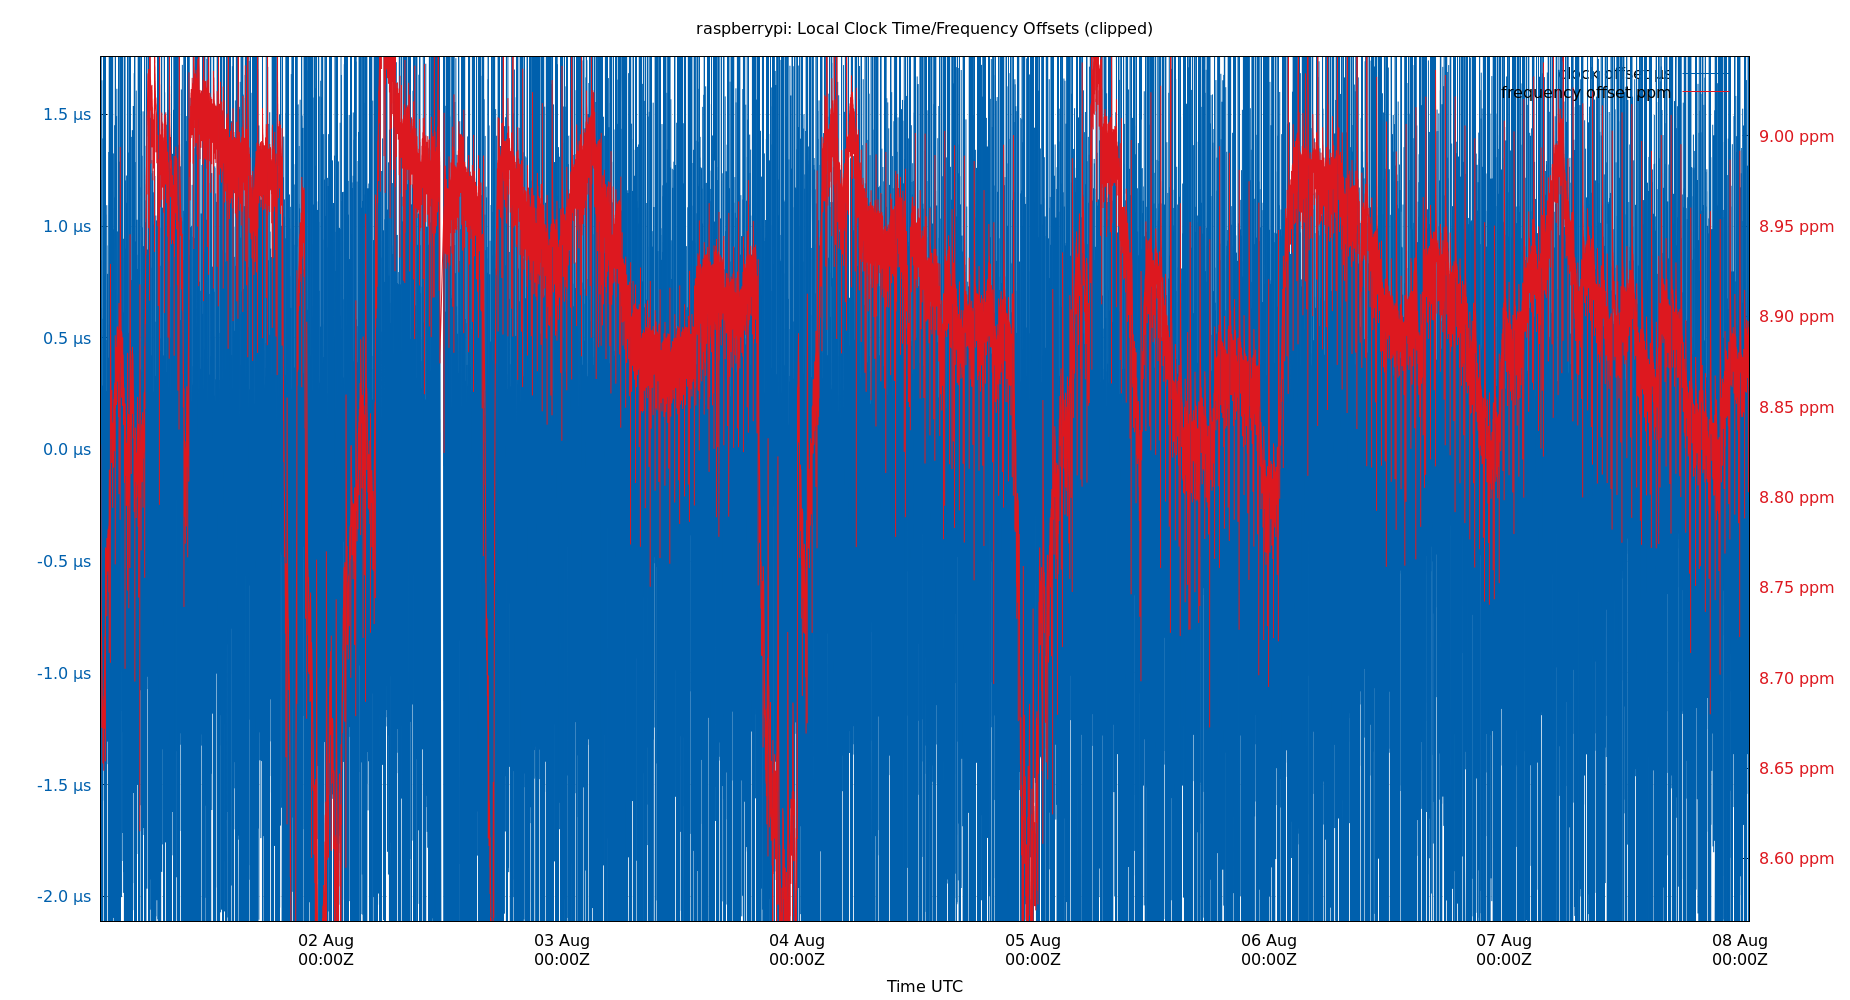 raspberrypi: Local Clock Time/Frequency Offsets (clipped)
clock offset µs
frequency offset ppm
1.5 µs
1.0 µs
0.5 µs
0.0 µs
-0.5 µs
-1.0 µs
-1.5 µs
-2.0 µs
9.00 ppm
8.95 ppm
8.90 ppm
8.85 ppm
8.80 ppm
8.75 ppm
8.70 ppm
8.65 ppm
8.60 ppm
02 Aug 03 Aug 04 Aug 05 Aug 06 Aug 07 Aug 08 Aug
00:00Z 00:00Z 00:00Z 00:00Z 00:00Z 00:00Z 00:00Z
Time UTC